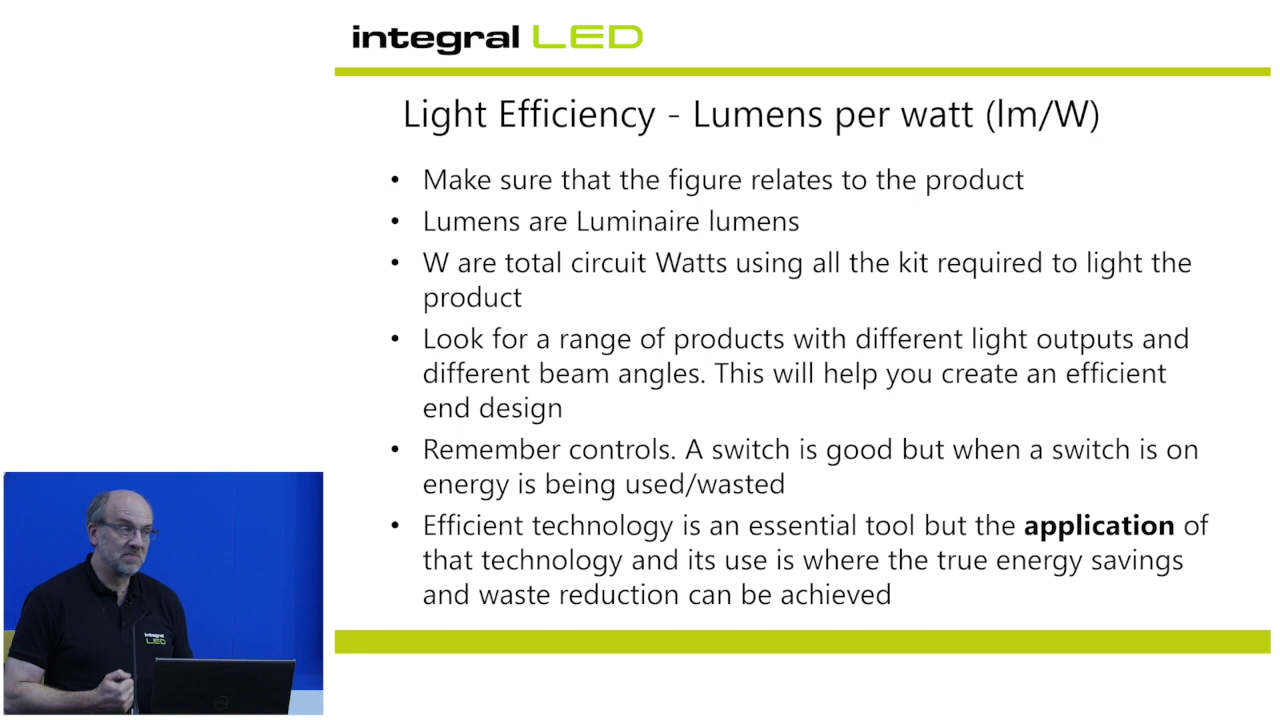 integral LED
Light Efficiency - Lumens per watt (lm/W)
• Make sure that the figure relates to the product
• Lumens are Luminaire lumens
• W are total circuit Watts using all the kit required to light the
product
• Look for a range of products with different light outputs and
different beam angles. This will help you create an efficient
end design
• Remember controls. A switch is good but when a switch is on
energy is being used/wasted
• Efficient technology is an essential tool but the application of
that technology and its use is where the true energy savings
and waste reduction can be achieved
integral
LED